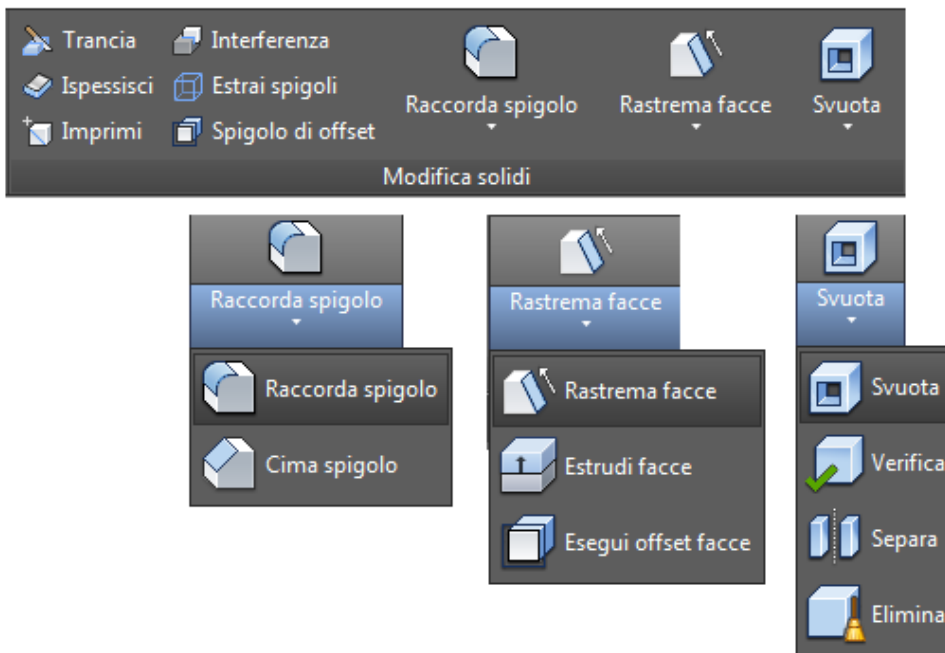 Trancia
Interferenza
Ispessisci
Estrai spigoli
Imprimi
Spigolo di offset
Raccorda spigolo
Rastrema facce
Svuota
Modifica solidi
Raccorda spigolo
Raccorda spigolo
Cima spigolo
Rastrema facce
Rastrema facce
Estrudi facce
Esegui offset facce
Svuota
Svuota
Verifica
Separa
Elimina